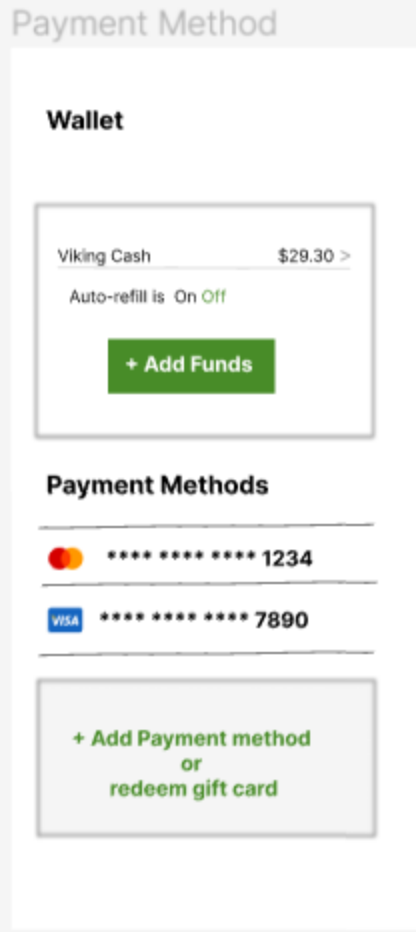 Payment Method
Wallet
Viking Cash $29.30 >
Auto-refill is On Off
+ Add Funds
Payment Methods
**** **** **** 1234
VISA **** **** **** 7890
+ Add Payment method
or
redeem gift card